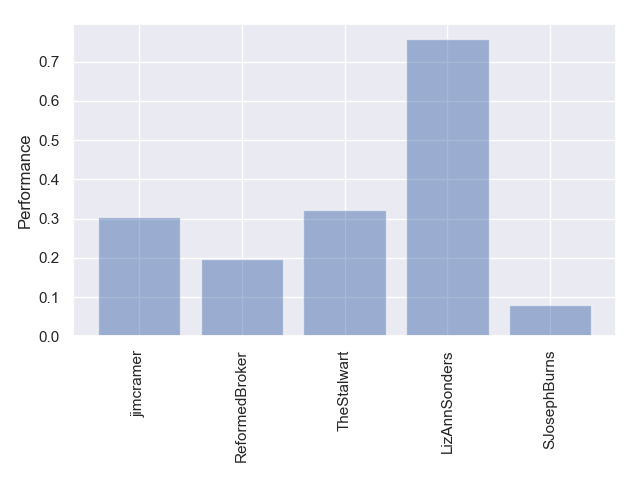 Performance
0.7
0.6
0.5
0.4
0.3
0.2
0.1
0.0
jimcramer
ReformedBroker
TheStalwart
LizAnnSonders
SJosephBurns